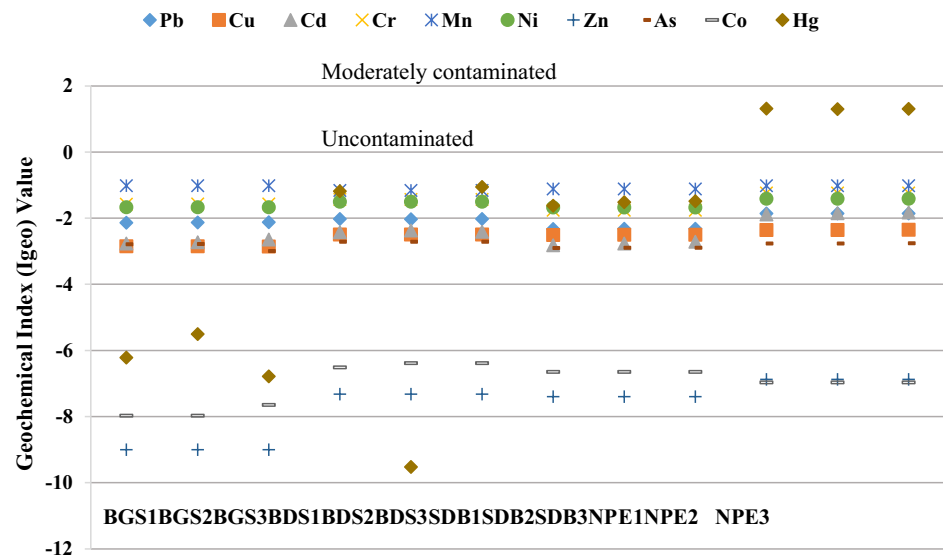 Pb Cu Cd Cr Mn Ni Zn As Co Hg
Moderately contaminated
2
Uncontaminated
0
-2
-4
-6
-8
-10
BGS1BGS2BGS3BDS1BDS2BDS3SDB1SDB2SDB3NPE1NPE2 NPE3
-12
Geochemical Index (Igeo) Value